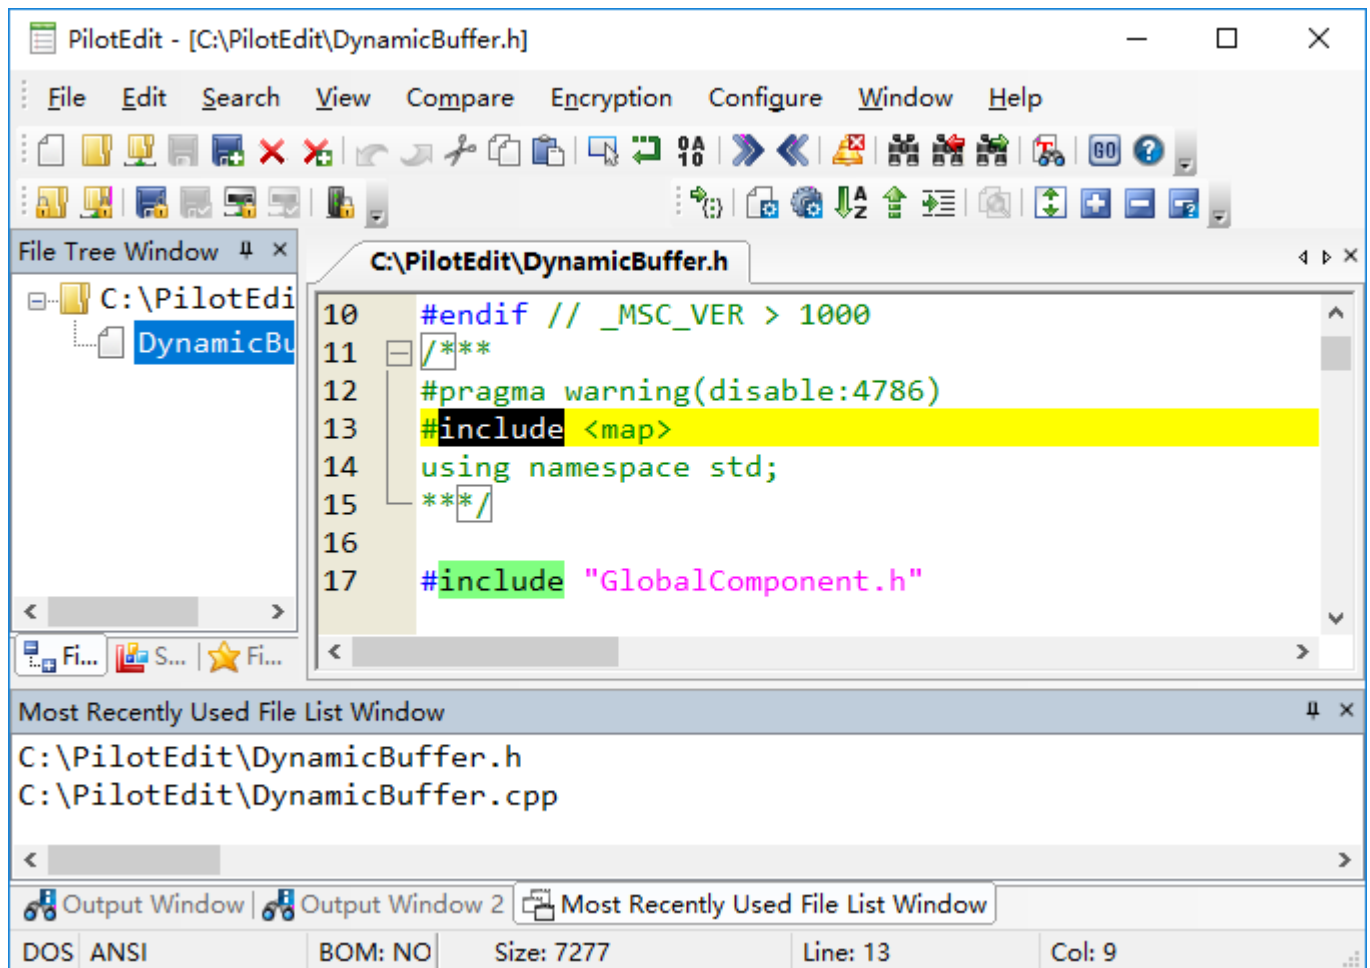 PilotEdit - [C:\PilotEdit\DynamicBuffer.h]
File Edit Search View Compare Encryption Configure Window Help
File Tree Window
C:\PilotEdi
DynamicBu
Fi... S... Fi...
C:\PilotEdit\DynamicBuffer.h
10 #endif // _MSC_VER > 1000
11 /***
12 #pragma warning(disable:4786)
13 #include <map>
14 using namespace std;
15 ***/
16
17 #include "GlobalComponent.h"
Most Recently Used File List Window
C:\PilotEdit\DynamicBuffer.h
C:\PilotEdit\DynamicBuffer.cpp
Output Window Output Window 2 Most Recently Used File List Window
DOS ANSI BOM: NO Size: 7277 Line: 13 Col: 9